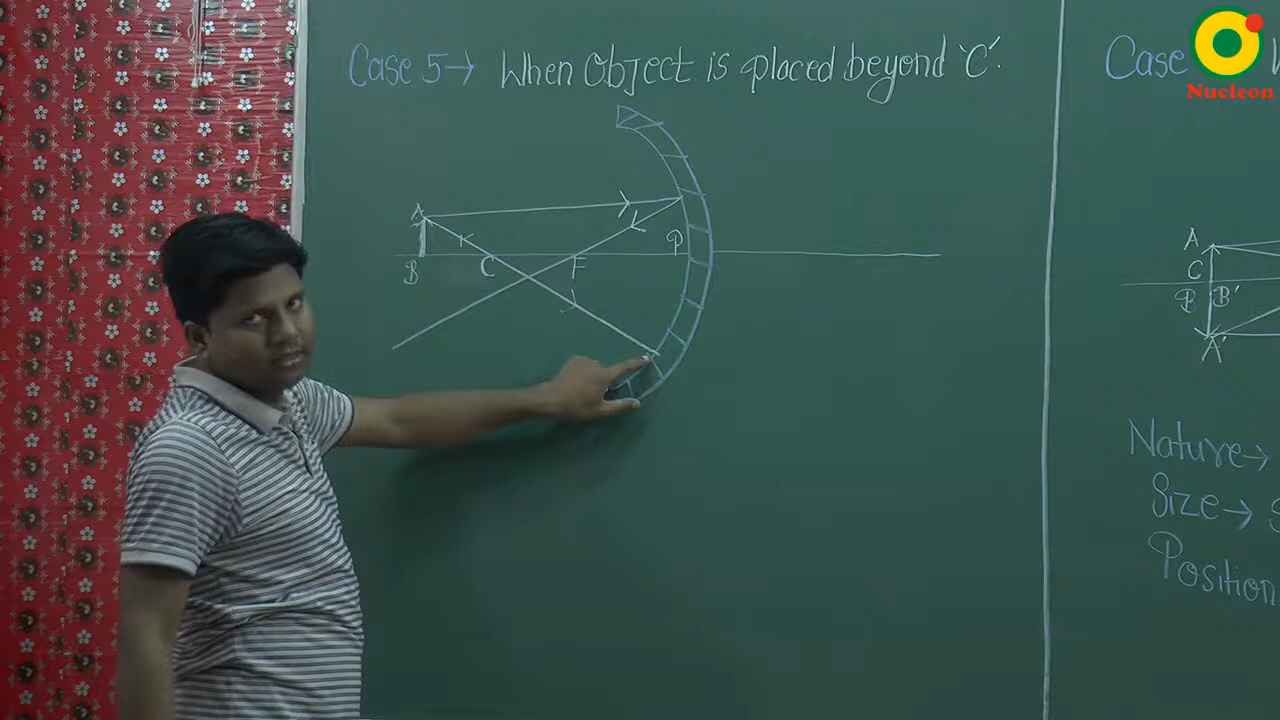 Case 5→ When Object is placed beyond 'C'.
A
B
C
F
P
Case
Nucleon
A
C
B B'
A'
Nature→
Size→
Position